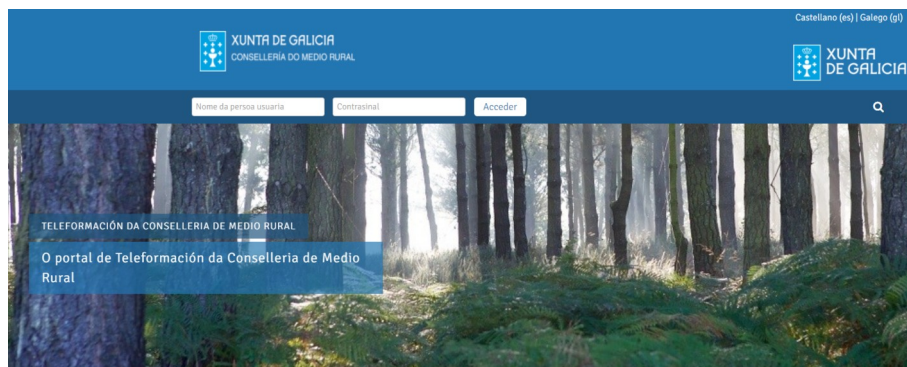 Castellano (es) | Galego (gl)
XUNTA DE GALICIA
CONSELLERÍA DO MEDIO RURAL
XUNTA
DE GALICIA
Nome da persoa usuaria
Contrasinal
Acceder
TELEFORMACIÓN DA CONSELLERIA DE MEDIO RURAL
O portal de Teleformación da Conselleria de Medio
Rural